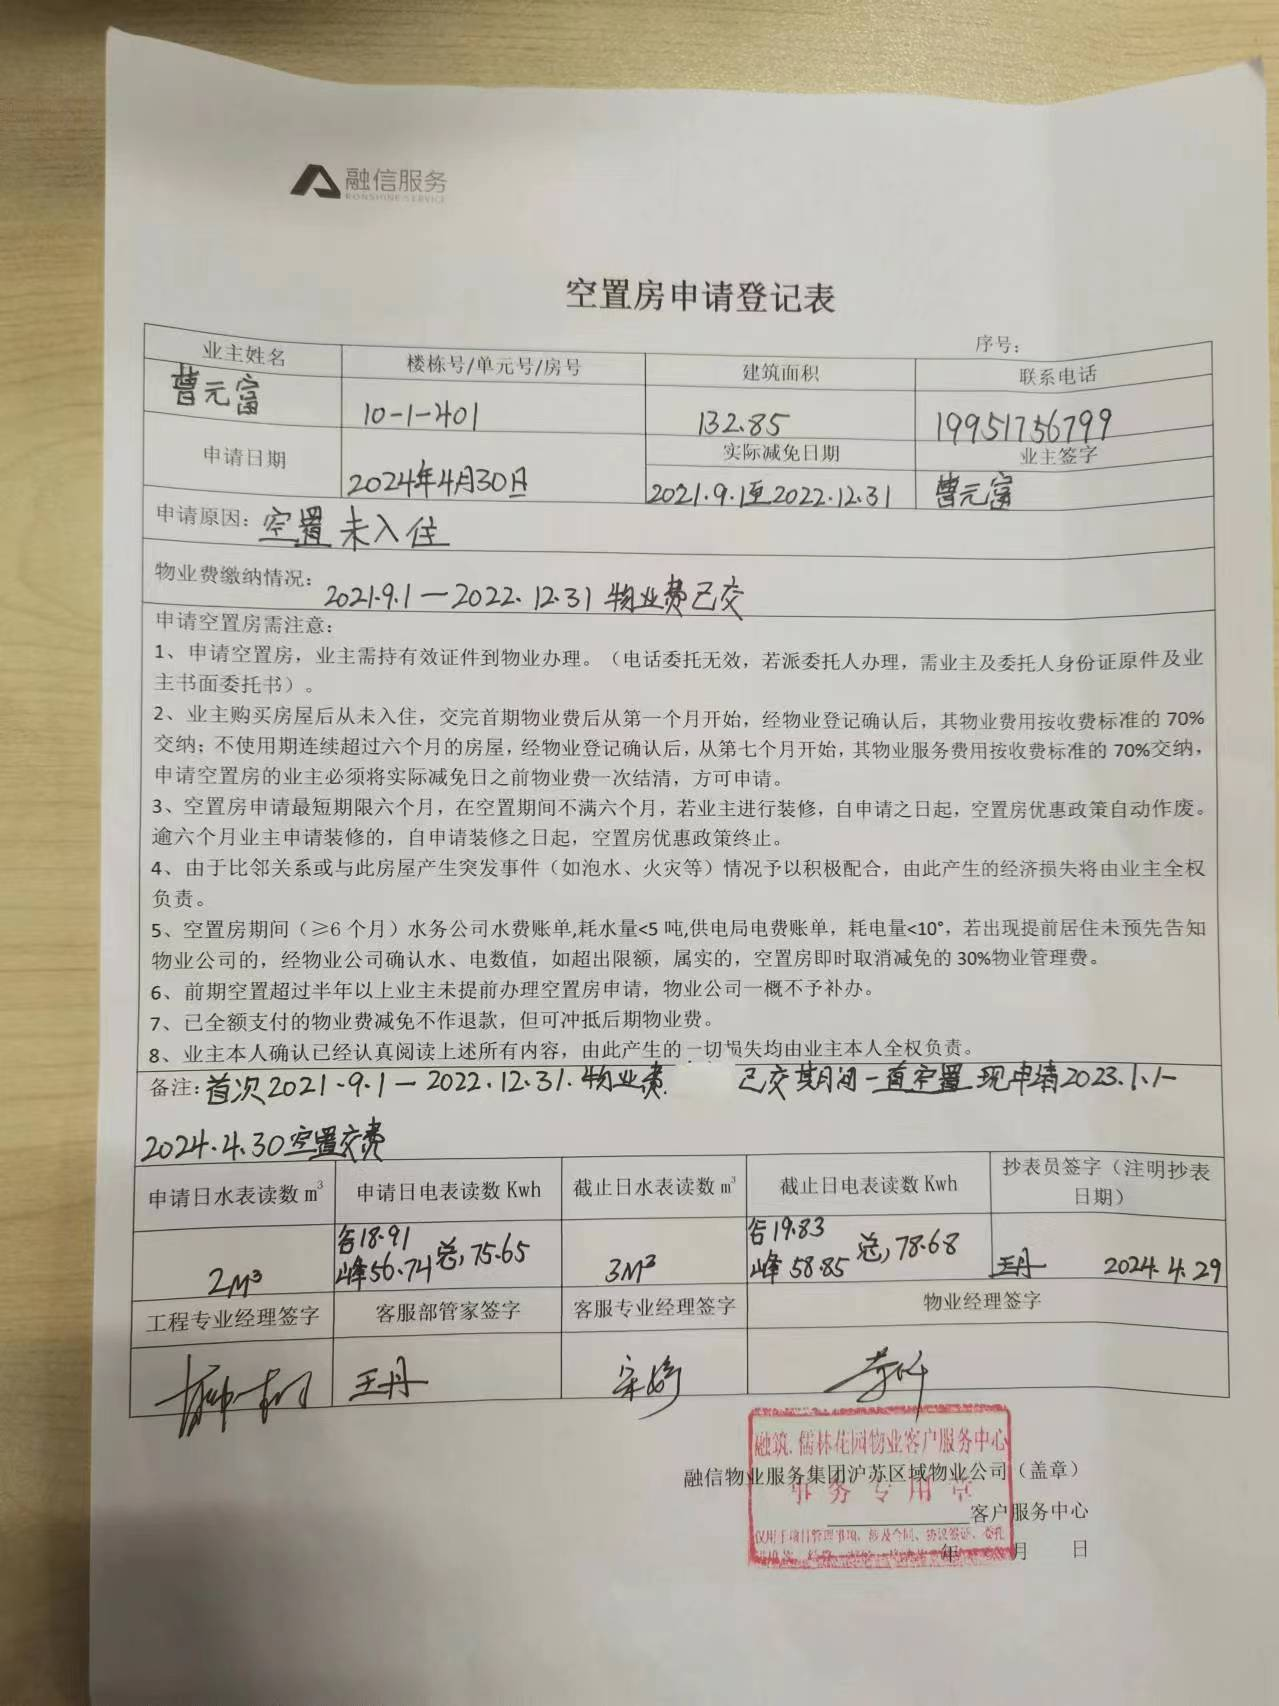 融信服务
RONSHINE SERVICE
空置房申请登记表
序号：
业主姓名 楼栋号/单元号/房号 建筑面积 联系电话
曹元富 10-1-401 132.85 19951736799
申请日期 2024年4月30日 实际减免日期 业主签字
2021.9.1至2022.12.31 曹元富
申请原因：空置未入住
物业费缴纳情况：2021.9.1—2022.12.31物业费已交
申请空置房需注意：
1、申请空置房，业主需持有效证件到物业办理。（电话委托无效，若派委托人办理，需业主及委托人身份证原件及业
主书面委托书）。
2、业主购买房屋后从未入住，交完首期物业费后从第一个月开始，经物业登记确认后，其物业费用按收费标准的 70%
交纳；不使用期连续超过六个月的房屋，经物业登记确认后，从第七个月开始，其物业服务费用按收费标准的 70%交纳，
申请空置房的业主必须将实际减免日之前物业费一次结清，方可申请。
3、空置房申请最短期限六个月，在空置期间不满六个月，若业主进行装修，自申请之日起，空置房优惠政策自动作废。
逾六个月业主申请装修的，自申请装修之日起，空置房优惠政策终止。
4、由于比邻关系或与此房屋产生突发事件（如泡水、火灾等）情况予以积极配合，由此产生的经济损失将由业主全权
负责。
5、空置房期间（≥6 个月）水务公司水费账单,耗水量<5 吨,供电局电费账单，耗电量<10°，若出现提前居住未预先告知
物业公司的，经物业公司确认水、电数值，如超出限额，属实的，空置房即时取消减免的 30%物业管理费。
6、前期空置超过半年以上业主未提前办理空置房申请，物业公司一概不予补办。
7、已全额支付的物业费减免不作退款，但可冲抵后期物业费。
8、业主本人确认已经认真阅读上述所有内容，由此产生的一切损失均由业主本人全权负责。
备注：首次2021.9.1—2022.12.31.物业费 已交 其期间一直空置 现申请2023.1.1-
2024.4.30空置交费
申请日水表读数 m³ 申请日电表读数 Kwh 截止日水表读数 m³ 截止日电表读数 Kwh 抄表员签字（注明抄表
日期）
2M³ 谷18.91 峰56.74 总，75.65 3M³ 谷19.83 峰58.85 总，78.68 王丹 2024.4.29
工程专业经理签字 客服部管家签字 客服专业经理签字 物业经理签字
王丹
融筑.儒林花园物业客户服务中心
融信物业服务集团沪苏区域物业公司（盖章）
事务专用章
客户服务中心
仅用于项目管理事项，涉及合同、协议签证、委托
年 月 日